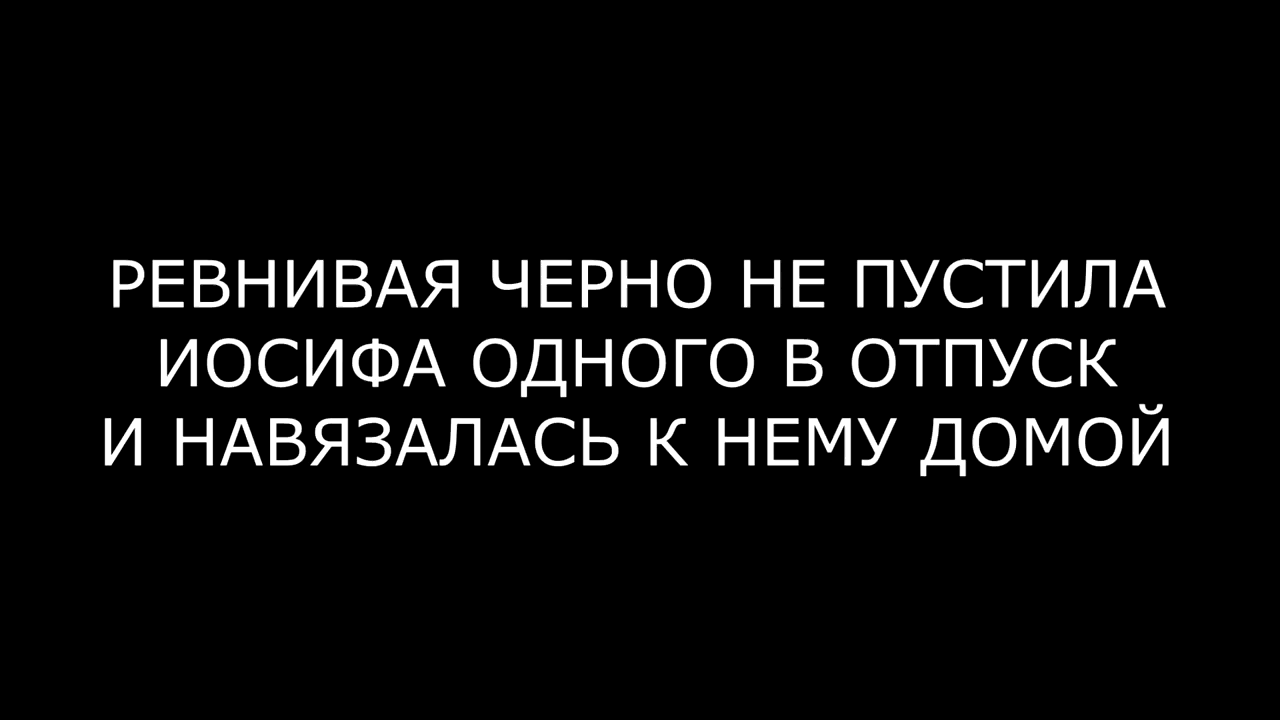 РЕВНИВАЯ ЧЕРНО НЕ ПУСТИЛА
ИОСИФА ОДНОГО В ОТПУСК
И НАВЯЗАЛАСЬ К НЕМУ ДОМОЙ